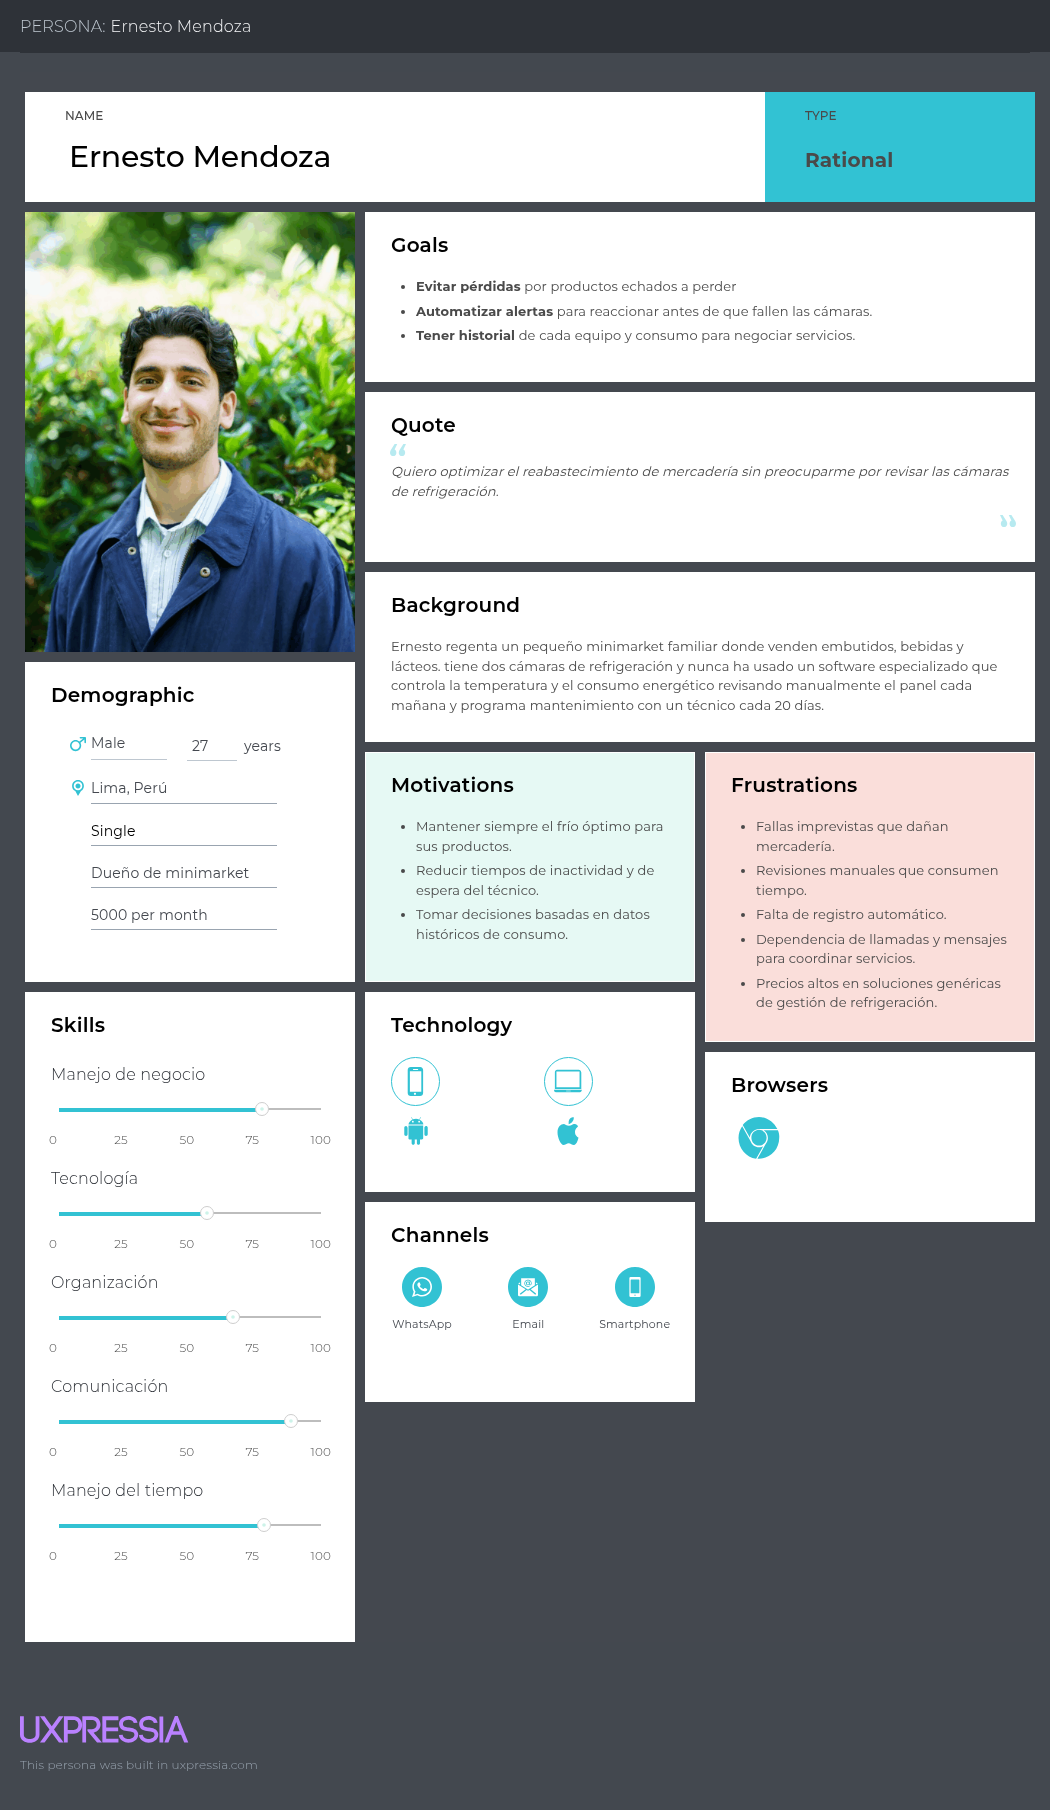 PERSONA: Ernesto Mendoza
NAME
Ernesto Mendoza
TYPE
Rational
Goals
Evitar pérdidas por productos echados a perder
Automatizar alertas para reaccionar antes de que fallen las cámaras.
Tener historial de cada equipo y consumo para negociar servicios.
Quote
Quiero optimizar el reabastecimiento de mercadería sin preocuparme por revisar las cámaras
de refrigeración.
Background
Ernesto regenta un pequeño minimarket familiar donde venden embutidos, bebidas y
lácteos. tiene dos cámaras de refrigeración y nunca ha usado un software especializado que
controla la temperatura y el consumo energético revisando manualmente el panel cada
mañana y programa mantenimiento con un técnico cada 20 días.
Demographic
Male 27 years
Lima, Perú
Single
Dueño de minimarket
5000 per month
Motivations
Mantener siempre el frío óptimo para
sus productos.
Reducir tiempos de inactividad y de
espera del técnico.
Tomar decisiones basadas en datos
históricos de consumo.
Frustrations
Fallas imprevistas que dañan
mercadería.
Revisiones manuales que consumen
tiempo.
Falta de registro automático.
Dependencia de llamadas y mensajes
para coordinar servicios.
Precios altos en soluciones genéricas
de gestión de refrigeración.
Skills
Manejo de negocio
0 25 50 75 100
Tecnología
0 25 50 75 100
Organización
0 25 50 75 100
Comunicación
0 25 50 75 100
Manejo del tiempo
0 25 50 75 100
Technology
Browsers
Channels
WhatsApp Email Smartphone
UXPRESSIA
This persona was built in uxpressia.com